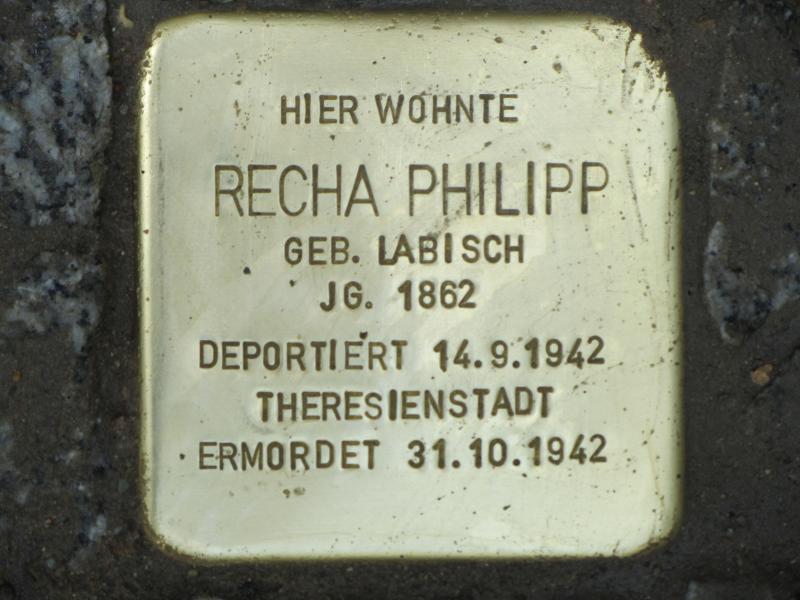 HIER WOHNTE
RECHA PHILIPP
GEB. LABISCH
JG. 1862
DEPORTIERT 14.9.1942
THERESIENSTADT
ERMORDET 31.10.1942